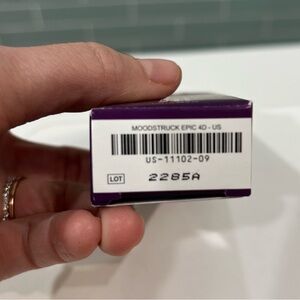 MOODSTRUCK EPIC 4D - US
US-11102-09
LOT
2285A